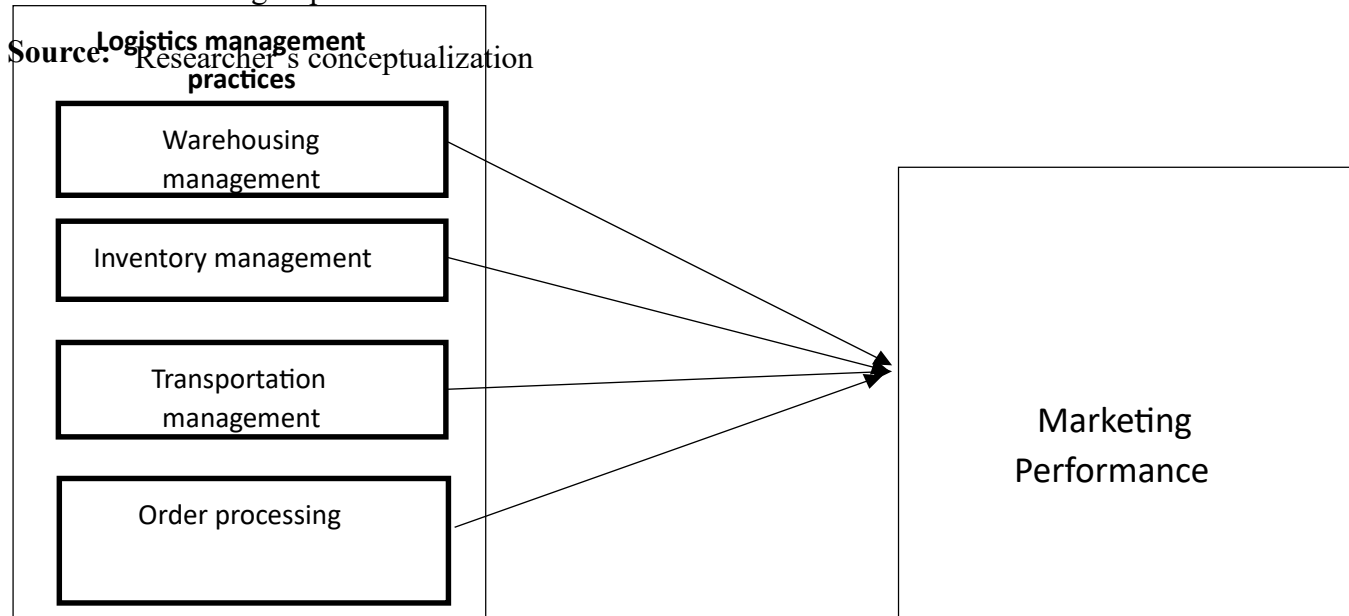 Logistics management
Source: Researcher's conceptualization
practices
Warehousing
management
Inventory management
Transportation
management
Order processing
Marketing
Performance